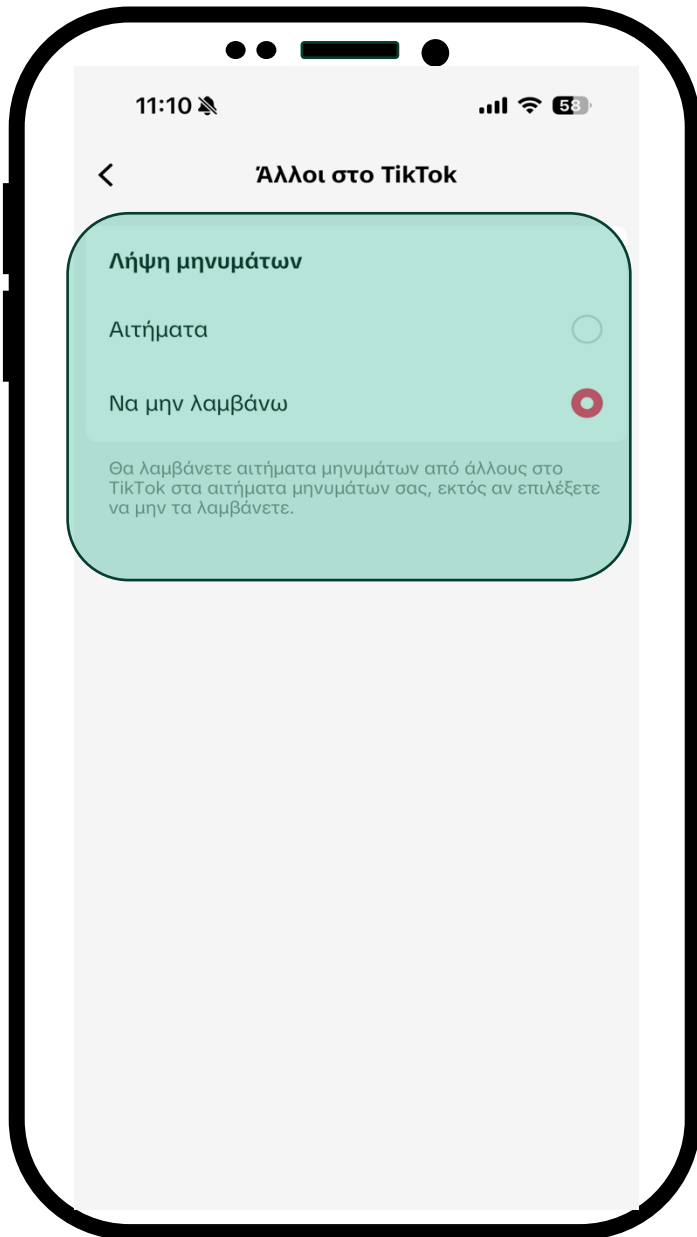 11:10
58
Άλλοι στο TikTok
Λήψη μηνυμάτων
Αιτήματα
Να μην λαμβάνω
Θα λαμβάνετε αιτήματα μηνυμάτων από άλλους στο
TikTok στα αιτήματα μηνυμάτων σας, εκτός αν επιλέξετε
να μην τα λαμβάνετε.